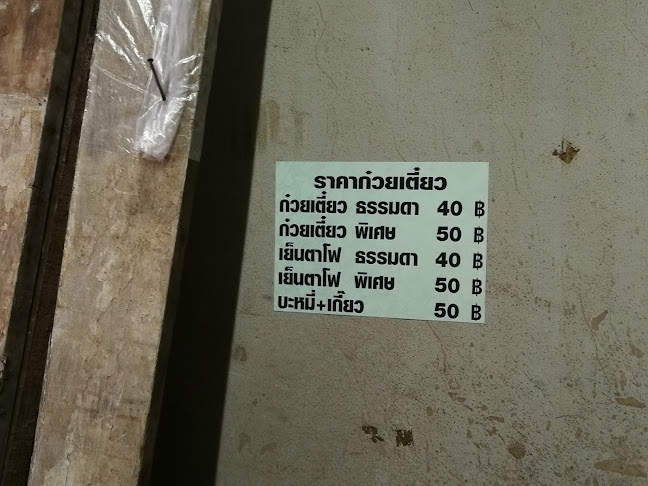 ราคาก๋วยเตี๋ยว
ก๋วยเตี๋ยว ธรรมดา 40 ฿
ก๋วยเตี๋ยว พิเศษ 50 ฿
เย็นตาโฟ ธรรมดา 40 ฿
เย็นตาโฟ พิเศษ 50 ฿
บะหมี่+เกี๊ยว 50 ฿